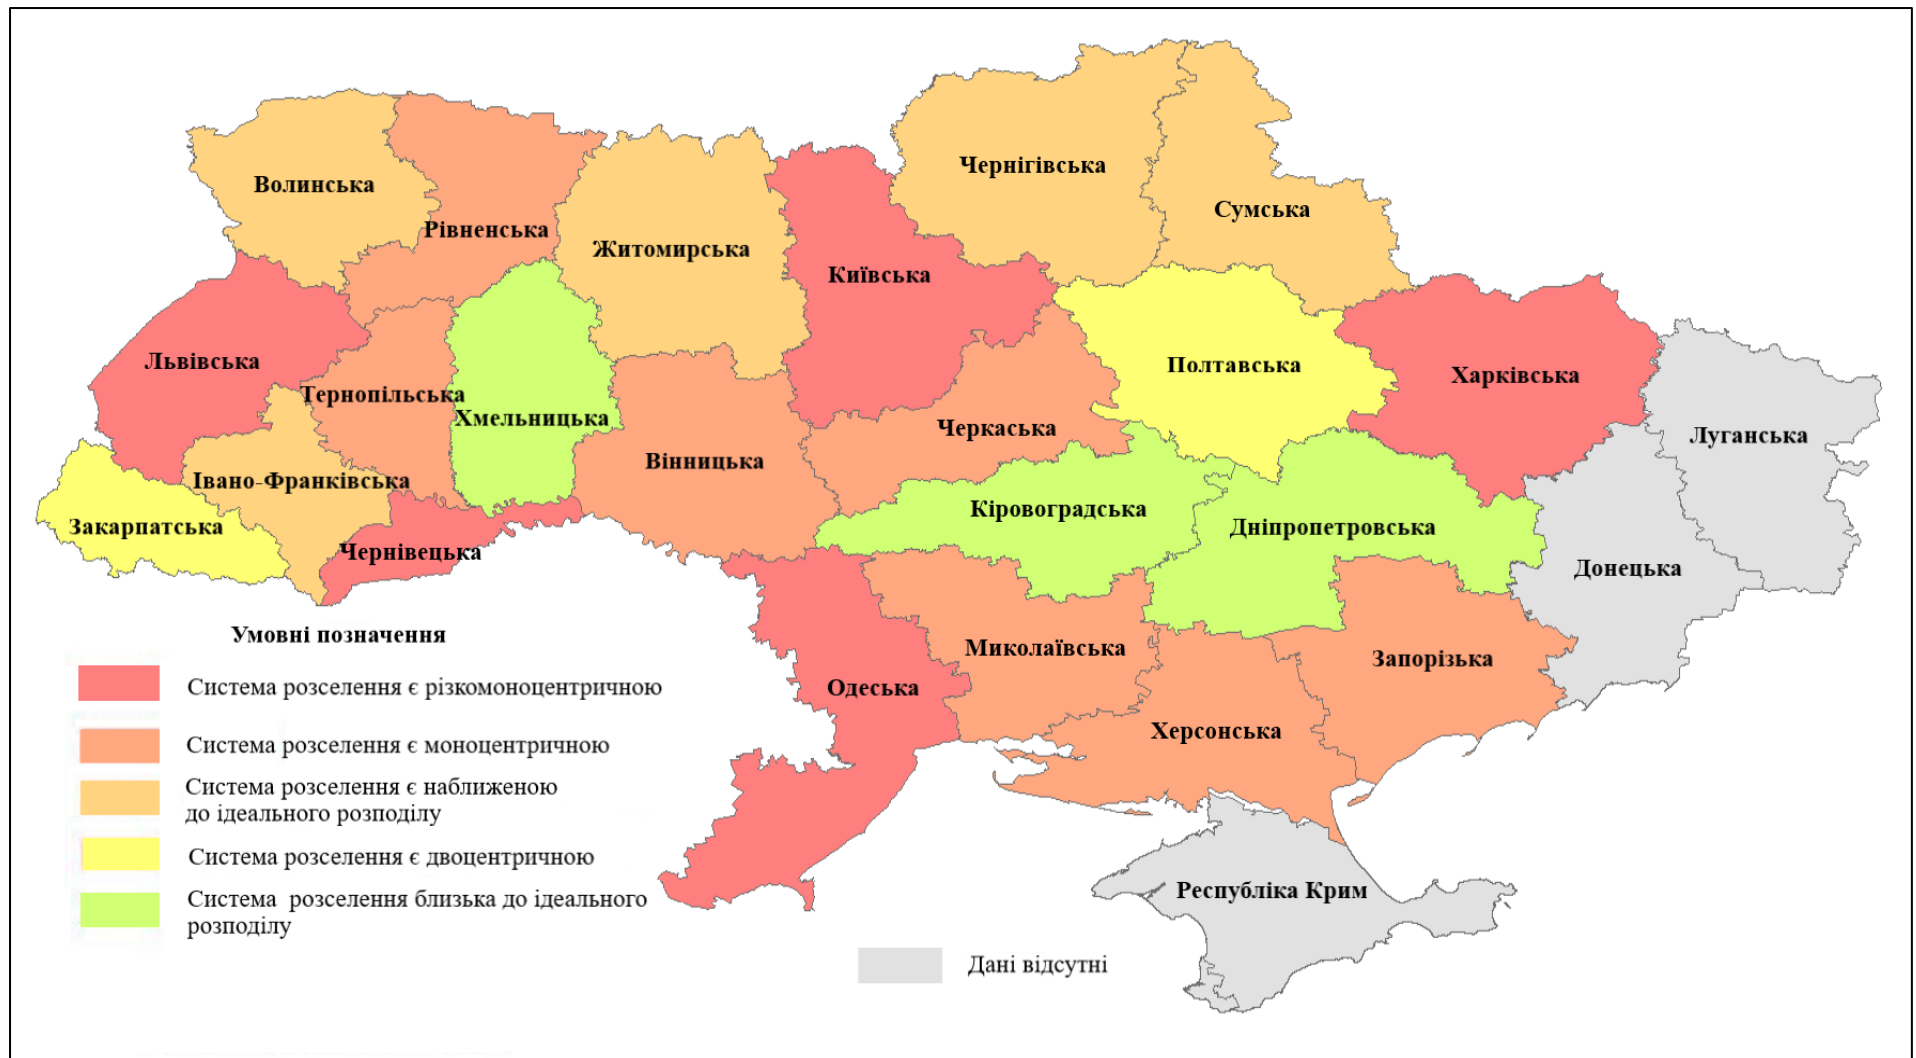 Чернігівська
Волинська
Сумська
Рівненська
Житомирська
Київська
Львівська
Полтавська
Харківська
Тернопільська
Хмельницька
Черкаська
Луганська
Вінницька
Івано-Франківська
Кіровоградська
Закарпатська
Дніпропетровська
Чернівецька
Донецька
Миколаївська
Запорізька
Одеська
Херсонська
Республіка Крим
Умовні позначення
Система розселення є різкомоноцентричною
Система розселення є моноцентричною
Система розселення є наближеною
до ідеального розподілу
Система розселення є двоцентричною
Система розселення близька до ідеального
розподілу
Дані відсутні